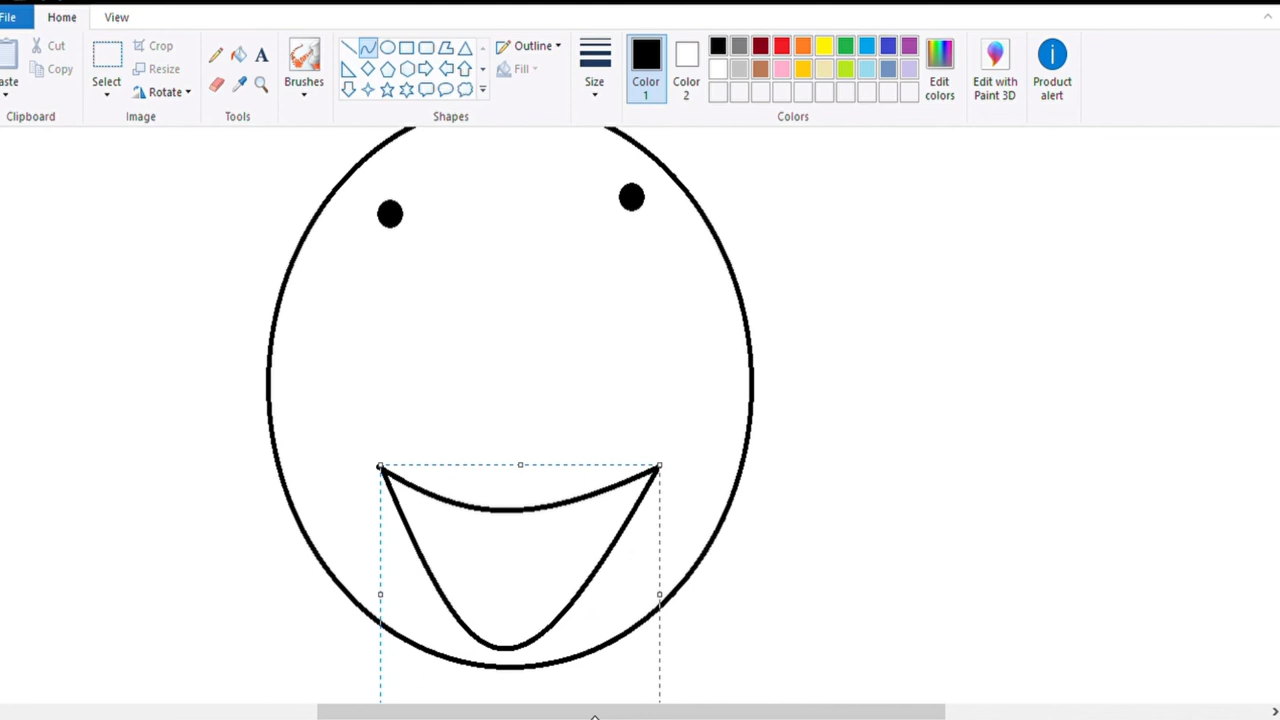 File Home View
Cut
Copy
Select
Crop
Resize
Rotate
A
Brushes
Outline
Fill
Size
Color 1
Color 2
Edit colors
Edit with Paint 3D
Product alert
Clipboard Image Tools Shapes Colors